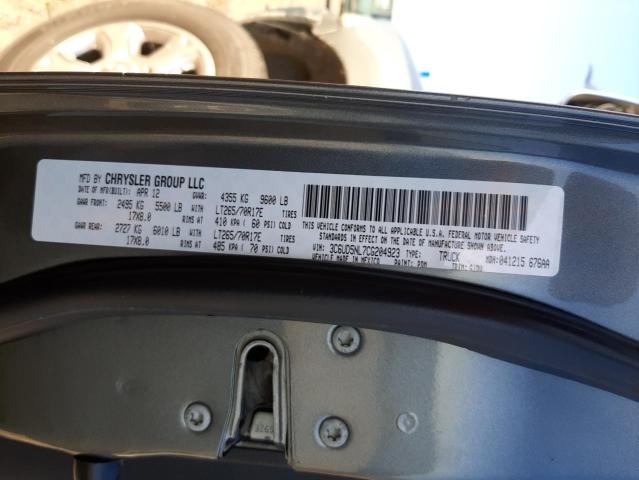 MFD BY CHRYSLER GROUP LLC
DATE OF MFR(BUILT): APR 12 GVWR: 4355 KG 9600 LB
GAWR FRONT: 2495 KG 5500 LB WITH LT265/70R17E TIRES
17X8.0 RIMS AT 410 KPA ( 60 PSI) COLD
GAWR REAR: 2727 KG 6010 LB WITH LT265/70R17E TIRES
17X8.0 RIMS AT 485 KPA ( 70 PSI) COLD
THIS VEHICLE CONFORMS TO ALL APPLICABLE U.S.A. FEDERAL MOTOR VEHICLE SAFETY
STANDARDS IN EFFECT ON THE DATE OF MANUFACTURE SHOWN ABOVE.
VIN: 3C6UD5NL7CG204923 TYPE: TRUCK MDH: 041215 676AA
VEHICLE MADE IN MEXICO PAINT: PDM TRIM:
3265